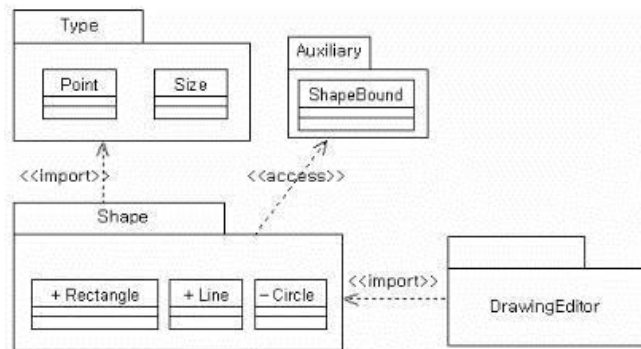 Type
Point
Size
Auxiliary
ShapeBound
<<import>>
<<access>>
Shape
+ Rectangle
+ Line
– Circle
<<import>>
DrawingEditor